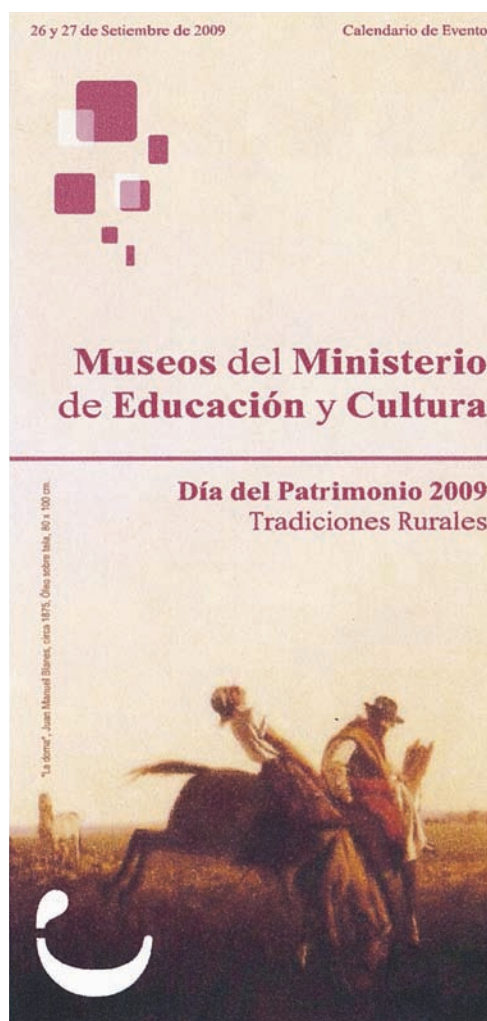 26 y 27 de Setiembre de 2009
Calendario de Evento
Museos del Ministerio
de Educación y Cultura
Día del Patrimonio 2009
Tradiciones Rurales
"La doma", Juan Manuel Blanes, circa 1875, Óleo sobre tela, 80 x 100 cm.